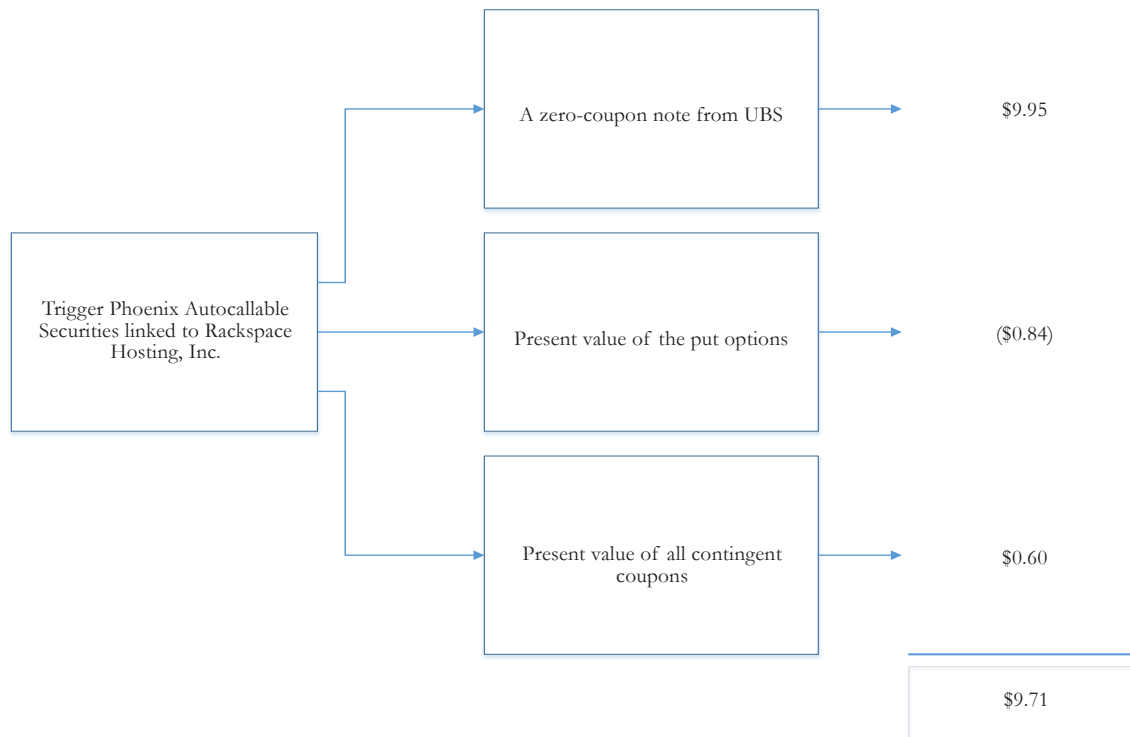 A zero-coupon note from UBS
$9.95
Trigger Phoenix Autocallable
Securities linked to Rackspace
Hosting, Inc.
Present value of the put options
($0.84)
Present value of all contingent
coupons
$0.60
$9.71